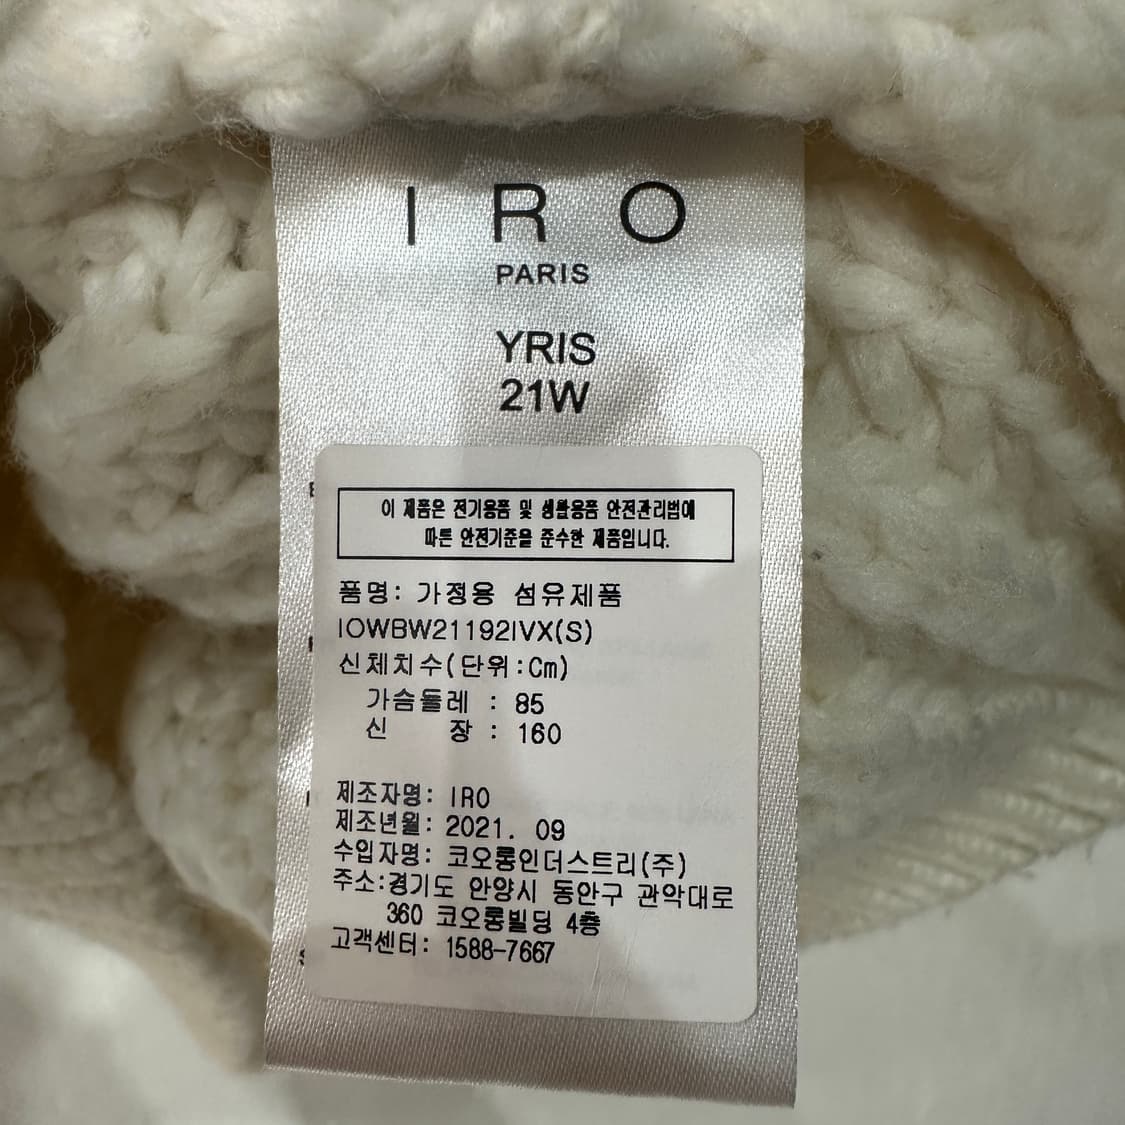 I R O
PARIS
YRIS
21W
이 제품은 전기용품 및 생활용품 안전관리법에
따른 안전기준을 준수한 제품입니다.
품명: 가정용 섬유제품
IOWBW21192IVX(S)
신체치수(단위:Cm)
가슴둘레 : 85
신 장 : 160
제조자명: IRO
제조년월: 2021. 09
수입자명: 코오롱인더스트리(주)
주소:경기도 안양시 동안구 관악대로
360 코오롱빌딩 4층
고객센터: 1588-7667